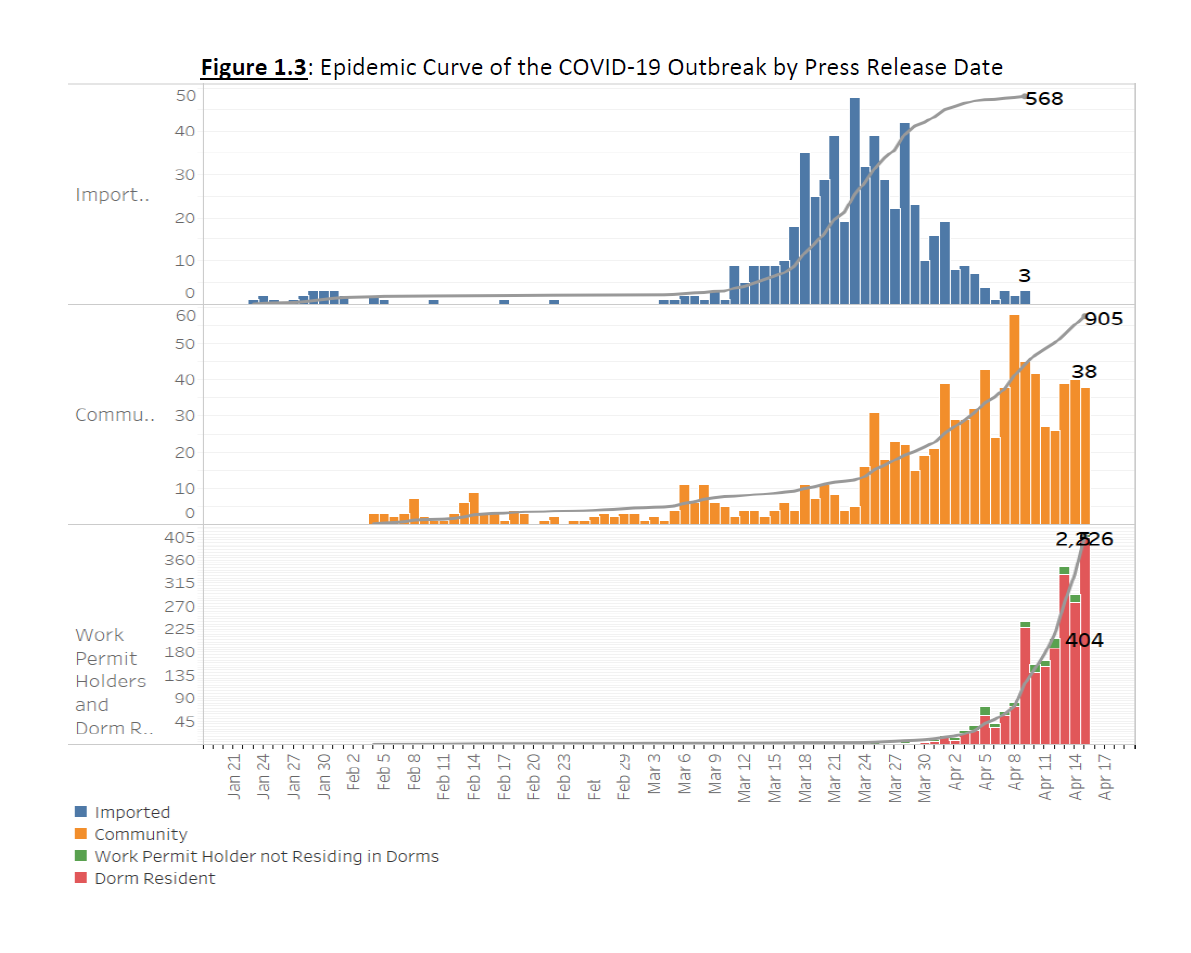 Figure 1.3: Epidemic Curve of the COVID-19 Outbreak by Press Release Date
50
40
30
20
10
0
Import..
568
3
60
50
40
30
20
10
0
Commu..
905
38
405
360
315
270
225
180
135
90
45
Work
Permit
Holders
and
Dorm R..
404
Jan 21
Jan 24
Jan 27
Jan 30
Feb 2
Feb 5
Feb 8
Feb 11
Feb 14
Feb 17
Feb 20
Feb 23
Feb 29
Mar 3
Mar 6
Mar 9
Mar 12
Mar 15
Mar 18
Mar 21
Mar 24
Mar 27
Mar 30
Apr 2
Apr 5
Apr 8
Apr 11
Apr 14
Apr 17
Imported
Community
Work Permit Holder not Residing in Dorms
Dorm Resident